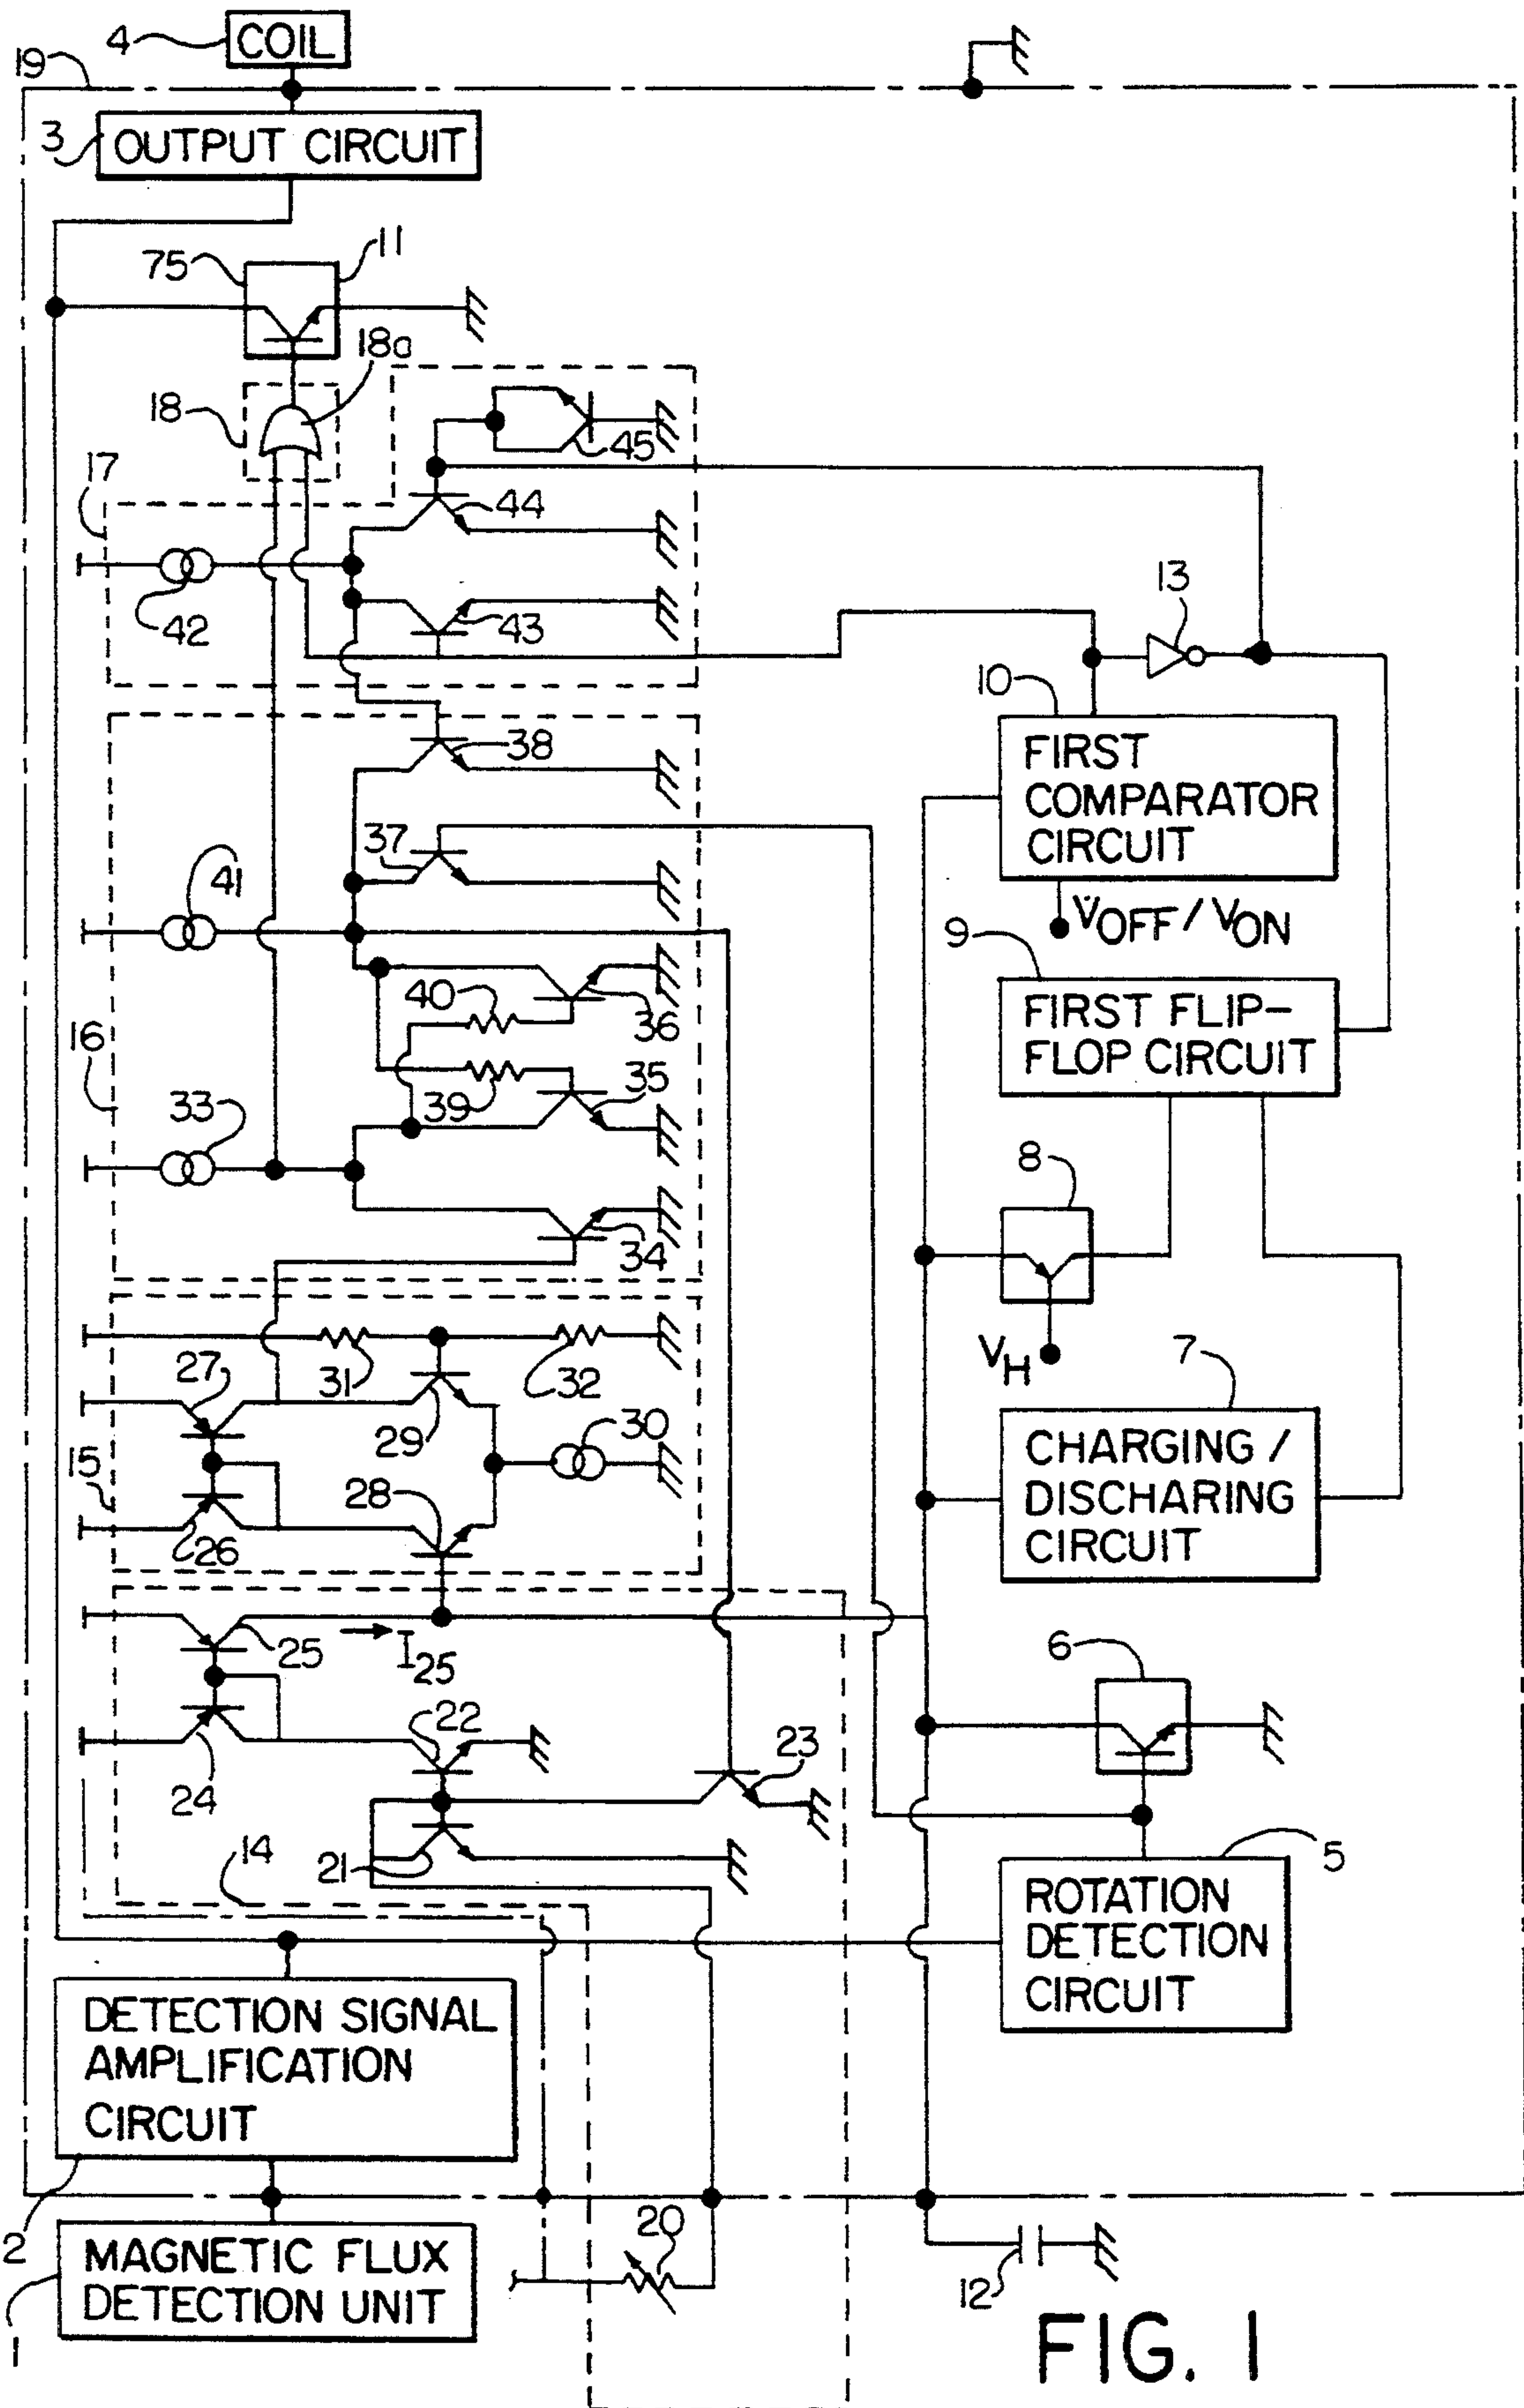 4
COIL
19
3
OUTPUT CIRCUIT
75
11
18a
18
45
17
44
13
42
43
10
38
FIRST
COMPARATOR
CIRCUIT
37
41
VOFF / VON
9
40
36
FIRST FLIP-
FLOP CIRCUIT
16
39
35
33
8
34
VH
27
31
32
7
29
30
CHARGING /
DISCHARING
CIRCUIT
15
28
26
25
I25
6
22
23
24
14
21
5
ROTATION
DETECTION
CIRCUIT
DETECTION SIGNAL
AMPLIFICATION
CIRCUIT
2
20
MAGNETIC FLUX
DETECTION UNIT
1
12
FIG. 1